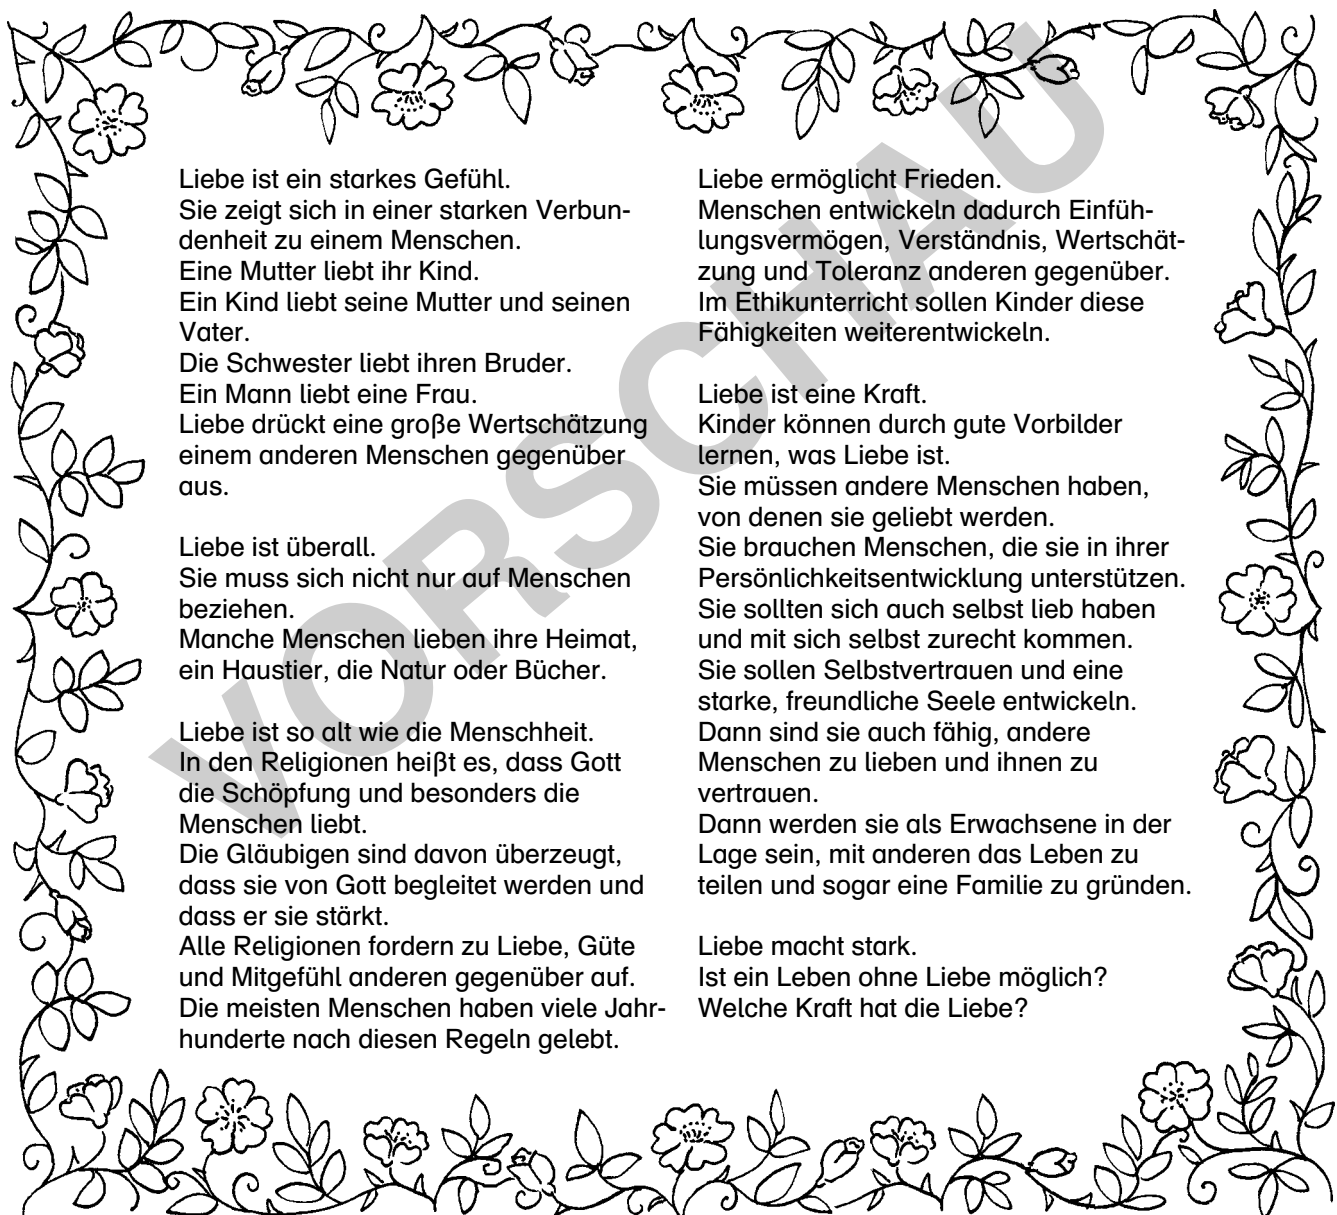 Liebe ist ein starkes Gefühl.
Sie zeigt sich in einer starken Verbun-
denheit zu einem Menschen.
Eine Mutter liebt ihr Kind.
Ein Kind liebt seine Mutter und seinen
Vater.
Die Schwester liebt ihren Bruder.
Ein Mann liebt eine Frau.
Liebe drückt eine große Wertschätzung
einem anderen Menschen gegenüber
aus.

Liebe ist überall.
Sie muss sich nicht nur auf Menschen
beziehen.
Manche Menschen lieben ihre Heimat,
ein Haustier, die Natur oder Bücher.

Liebe ist so alt wie die Menschheit.
In den Religionen heißt es, dass Gott
die Schöpfung und besonders die
Menschen liebt.
Die Gläubigen sind davon überzeugt,
dass sie von Gott begleitet werden und
dass er sie stärkt.
Alle Religionen fordern zu Liebe, Güte
und Mitgefühl anderen gegenüber auf.
Die meisten Menschen haben viele Jahr-
hunderte nach diesen Regeln gelebt.

Liebe ermöglicht Frieden.
Menschen entwickeln dadurch Einfüh-
lungsvermögen, Verständnis, Wertschät-
zung und Toleranz anderen gegenüber.
Im Ethikunterricht sollen Kinder diese
Fähigkeiten weiterentwickeln.

Liebe ist eine Kraft.
Kinder können durch gute Vorbilder
lernen, was Liebe ist.
Sie müssen andere Menschen haben,
von denen sie geliebt werden.
Sie brauchen Menschen, die sie in ihrer
Persönlichkeitsentwicklung unterstützen.
Sie sollten sich auch selbst lieb haben
und mit sich selbst zurecht kommen.
Sie sollen Selbstvertrauen und eine
starke, freundliche Seele entwickeln.
Dann sind sie auch fähig, andere
Menschen zu lieben und ihnen zu
vertrauen.
Dann werden sie als Erwachsene in der
Lage sein, mit anderen das Leben zu
teilen und sogar eine Familie zu gründen.

Liebe macht stark.
Ist ein Leben ohne Liebe möglich?
Welche Kraft hat die Liebe?

VORSCHAU